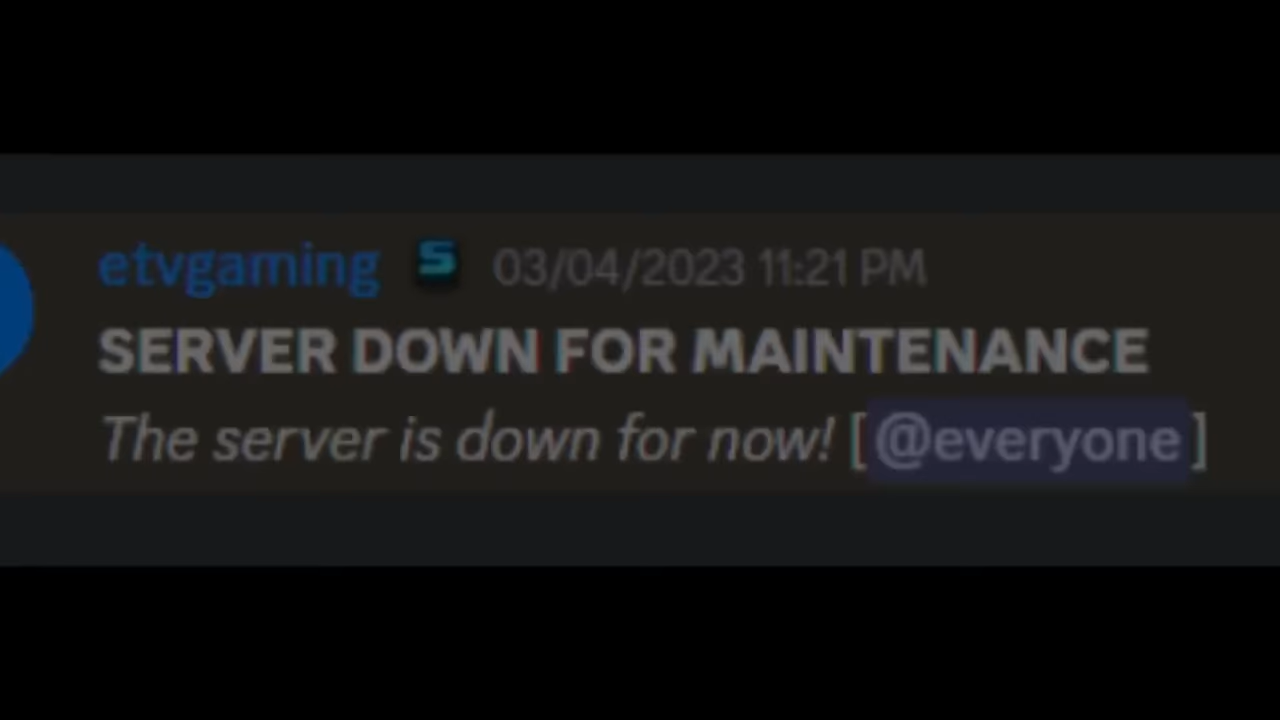 etvgaming S 03/04/2023 11:21 PM
SERVER DOWN FOR MAINTENANCE
The server is down for now! [@everyone]